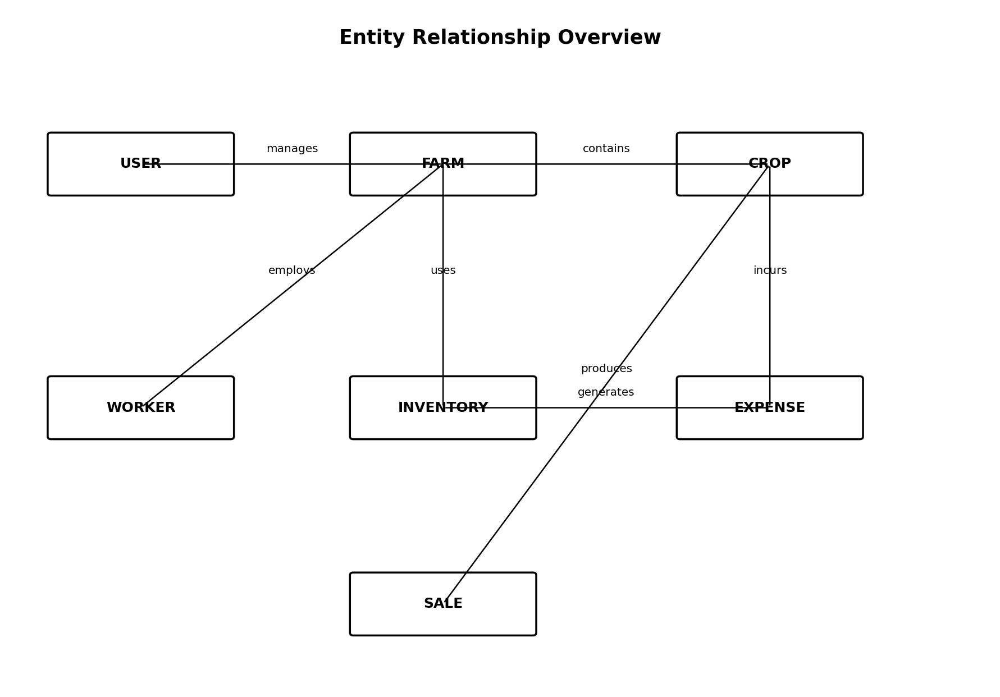 Entity Relationship Overview
USER
manages
FARM
contains
CROP
employs
uses
incurs
produces
generates
WORKER
INVENTORY
EXPENSE
SALE